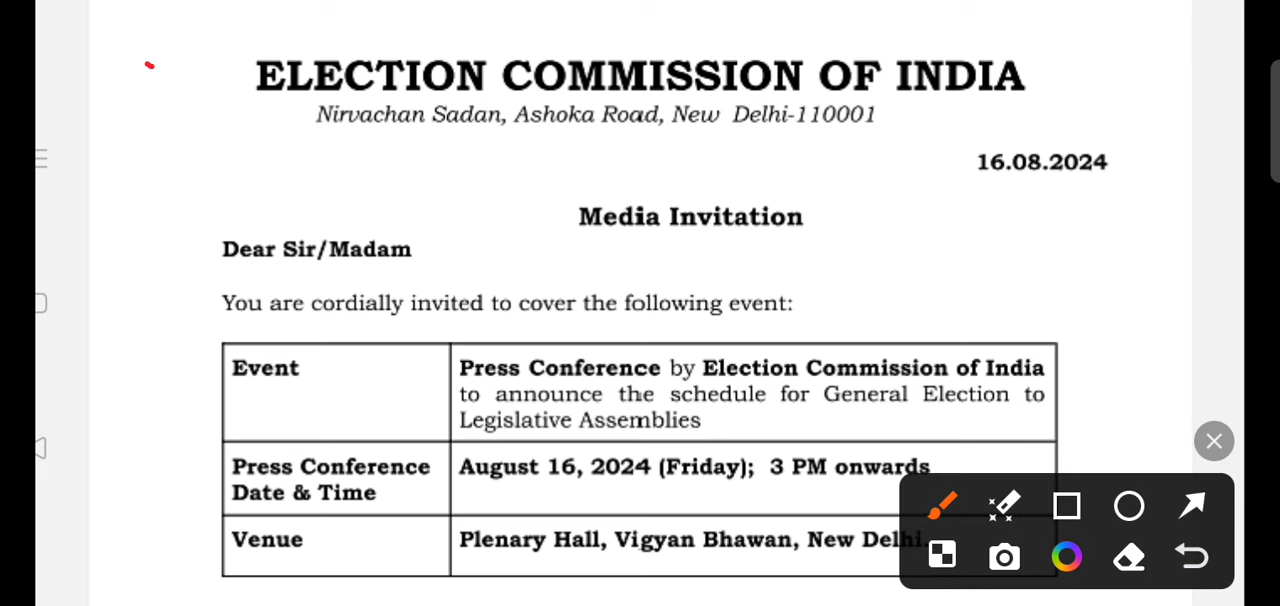 ELECTION COMMISSION OF INDIA
Nirvachan Sadan, Ashoka Road, New Delhi-110001
16.08.2024
Media Invitation
Dear Sir/Madam
You are cordially invited to cover the following event:
Event
Press Conference by Election Commission of India
to announce the schedule for General Election to
Legislative Assemblies
Press Conference
Date & Time
August 16, 2024 (Friday); 3 PM onwards
Venue
Plenary Hall, Vigyan Bhawan, New Delhi.